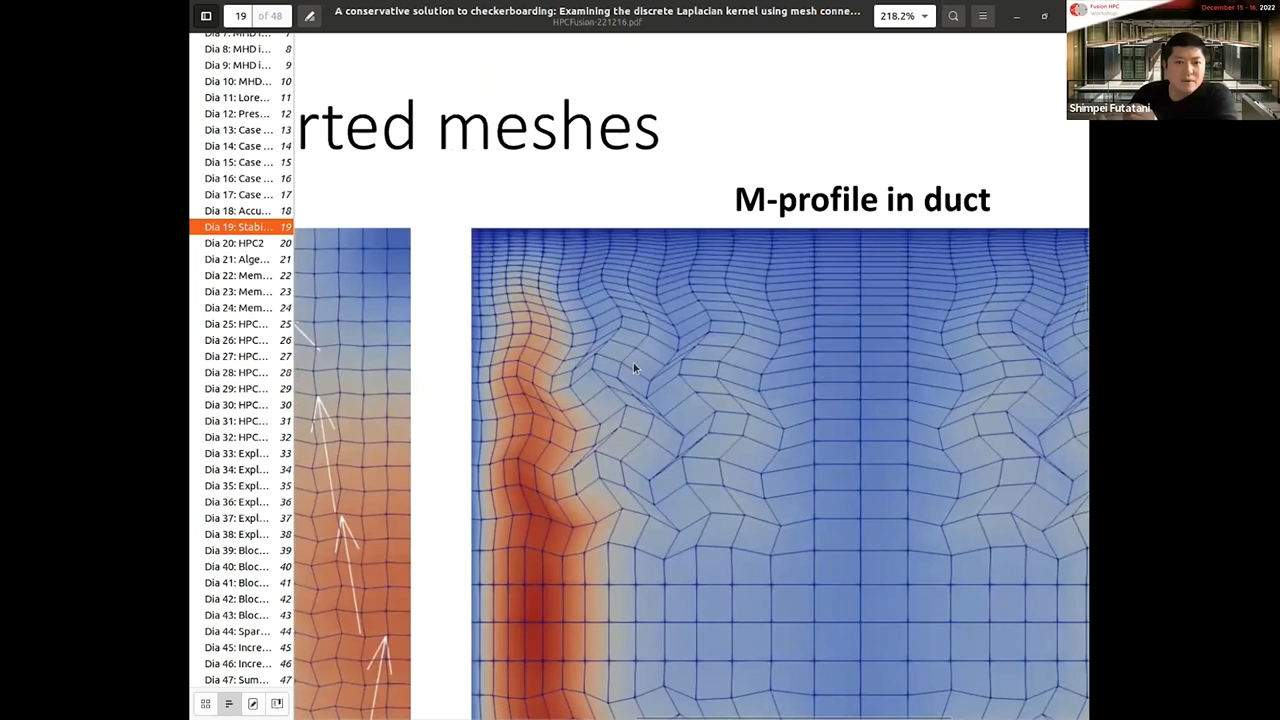 19 of 48
A conservative solution to checkerboarding: Examining the discrete Laplacian kernel using mesh conne...
HPCFusion-221216.pdf
218.2%
Dia 8: MHD i... 8
Dia 9: MHD i... 9
Dia 10: MHD... 10
Dia 11: Lore... 11
Dia 12: Pres... 12
Dia 13: Case ... 13
Dia 14: Case ... 14
Dia 15: Case ... 15
Dia 16: Case ... 16
Dia 17: Case ... 17
Dia 18: Accu... 18
Dia 19: Stabi... 19
Dia 20: HPC2 20
Dia 21: Alge... 21
Dia 22: Mem... 22
Dia 23: Mem... 23
Dia 24: Mem... 24
Dia 25: HPC... 25
Dia 26: HPC... 26
Dia 27: HPC... 27
Dia 28: HPC... 28
Dia 29: HPC... 29
Dia 30: HPC... 30
Dia 31: HPC... 31
Dia 32: HPC... 32
Dia 33: Expl... 33
Dia 34: Expl... 34
Dia 35: Expl... 35
Dia 36: Expl... 36
Dia 37: Expl... 37
Dia 38: Expl... 38
Dia 39: Bloc... 39
Dia 40: Bloc... 40
Dia 41: Bloc... 41
Dia 42: Bloc... 42
Dia 43: Bloc... 43
Dia 44: Spar... 44
Dia 45: Incre... 45
Dia 46: Incre... 46
Dia 47: Sum... 47
rted meshes
M-profile in duct
Fusion HPC
Workshop
December 15 - 16, 2022
Shimpei Futatani